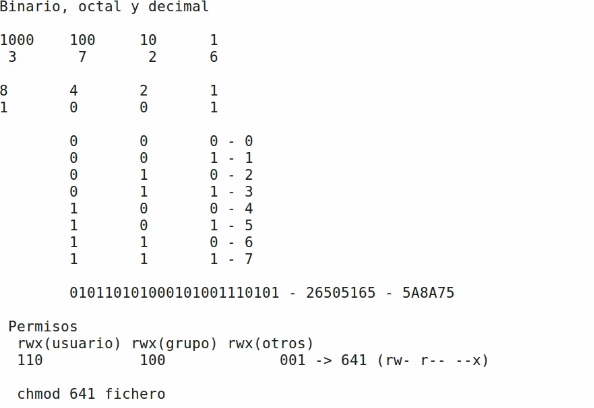 Binario, octal y decimal
1000 100 10 1
3 7 2 6
8 4 2 1
1 0 0 1
0 0 0 - 0
0 0 1 - 1
0 1 0 - 2
0 1 1 - 3
1 0 0 - 4
1 0 1 - 5
1 1 0 - 6
1 1 1 - 7
010110101000101001110101 - 26505165 - 5A8A75
Permisos
rwx(usuario) rwx(grupo) rwx(otros)
110 100 001 -> 641 (rw- r-- --x)
chmod 641 fichero